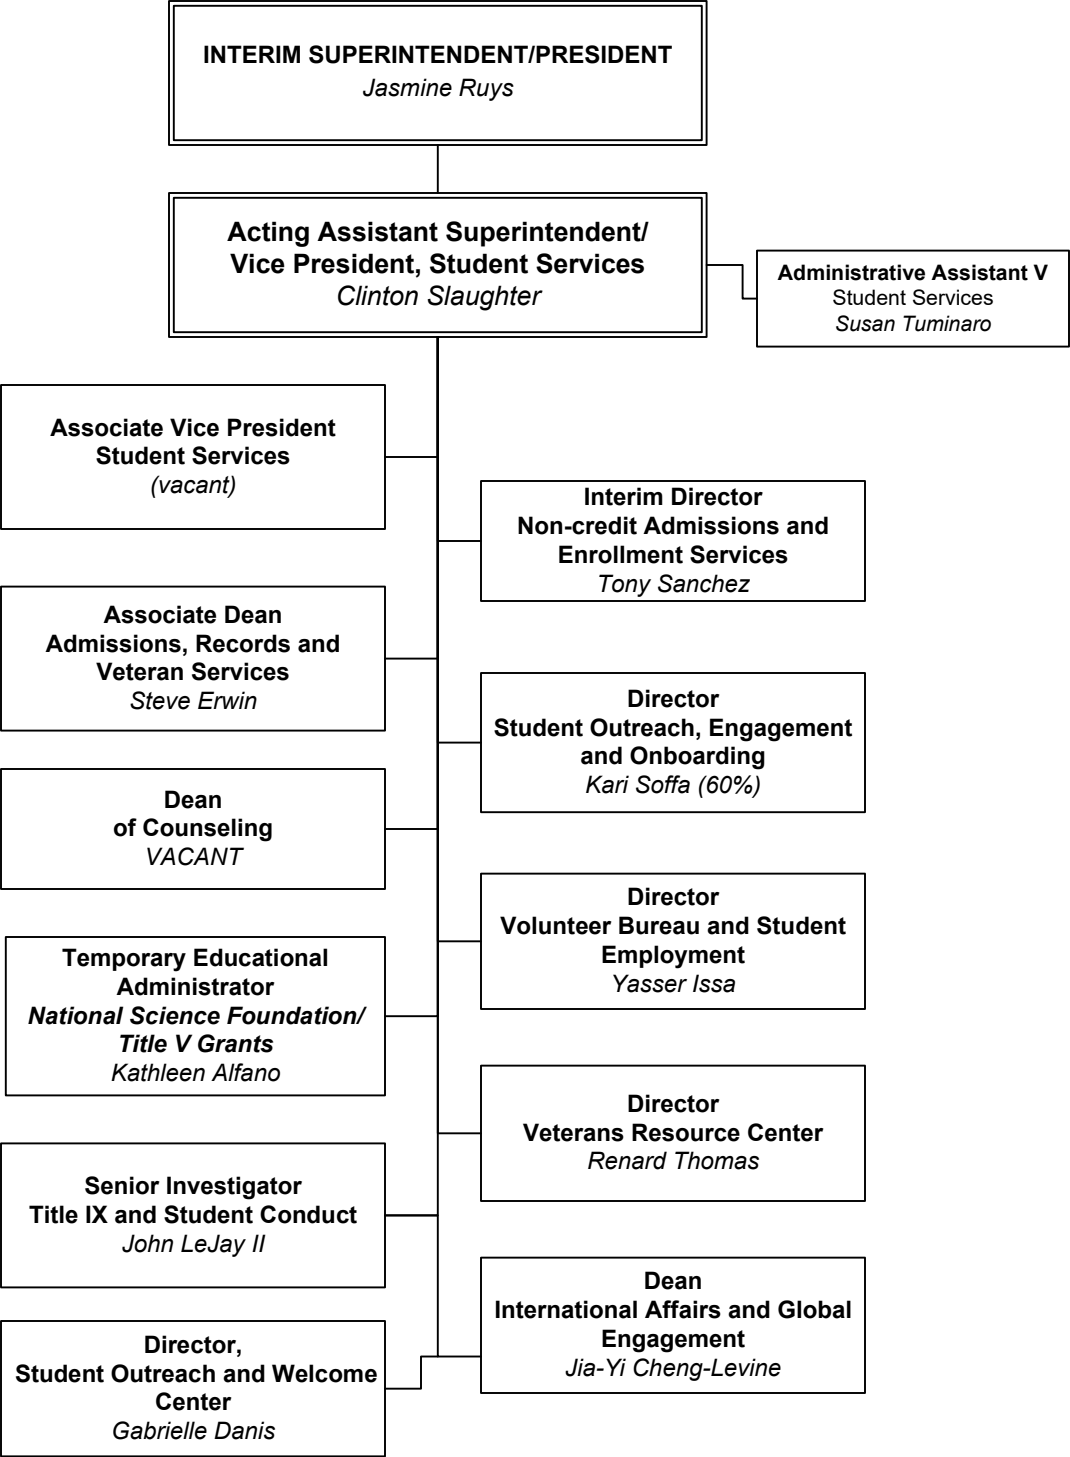 INTERIM SUPERINTENDENT/PRESIDENT
Jasmine Ruys
Acting Assistant Superintendent/
Vice President, Student Services
Clinton Slaughter
Administrative Assistant V
Student Services
Susan Tuminaro
Associate Vice President
Student Services
(vacant)
Interim Director
Non-credit Admissions and
Enrollment Services
Tony Sanchez
Associate Dean
Admissions, Records and
Veteran Services
Steve Erwin
Director
Student Outreach, Engagement
and Onboarding
Kari Soffa (60%)
Dean
of Counseling
VACANT
Director
Volunteer Bureau and Student
Employment
Yasser Issa
Temporary Educational
Administrator
National Science Foundation/
Title V Grants
Kathleen Alfano
Director
Veterans Resource Center
Renard Thomas
Senior Investigator
Title IX and Student Conduct
John LeJay II
Dean
International Affairs and Global
Engagement
Jia-Yi Cheng-Levine
Director,
Student Outreach and Welcome
Center
Gabrielle Danis